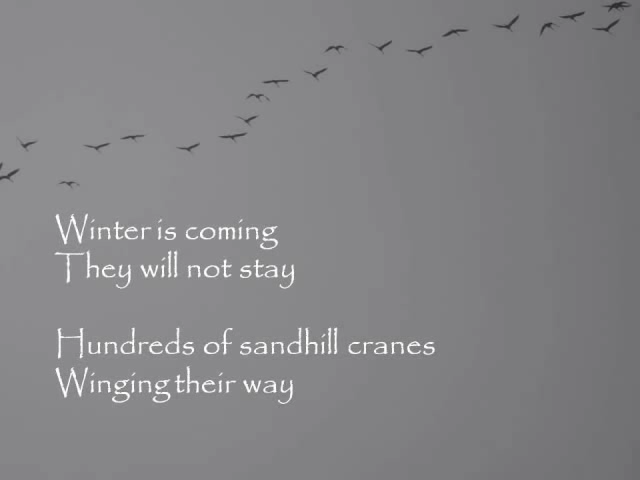 Winter is coming
They will not stay
Hundreds of sandhill cranes
Winging their way